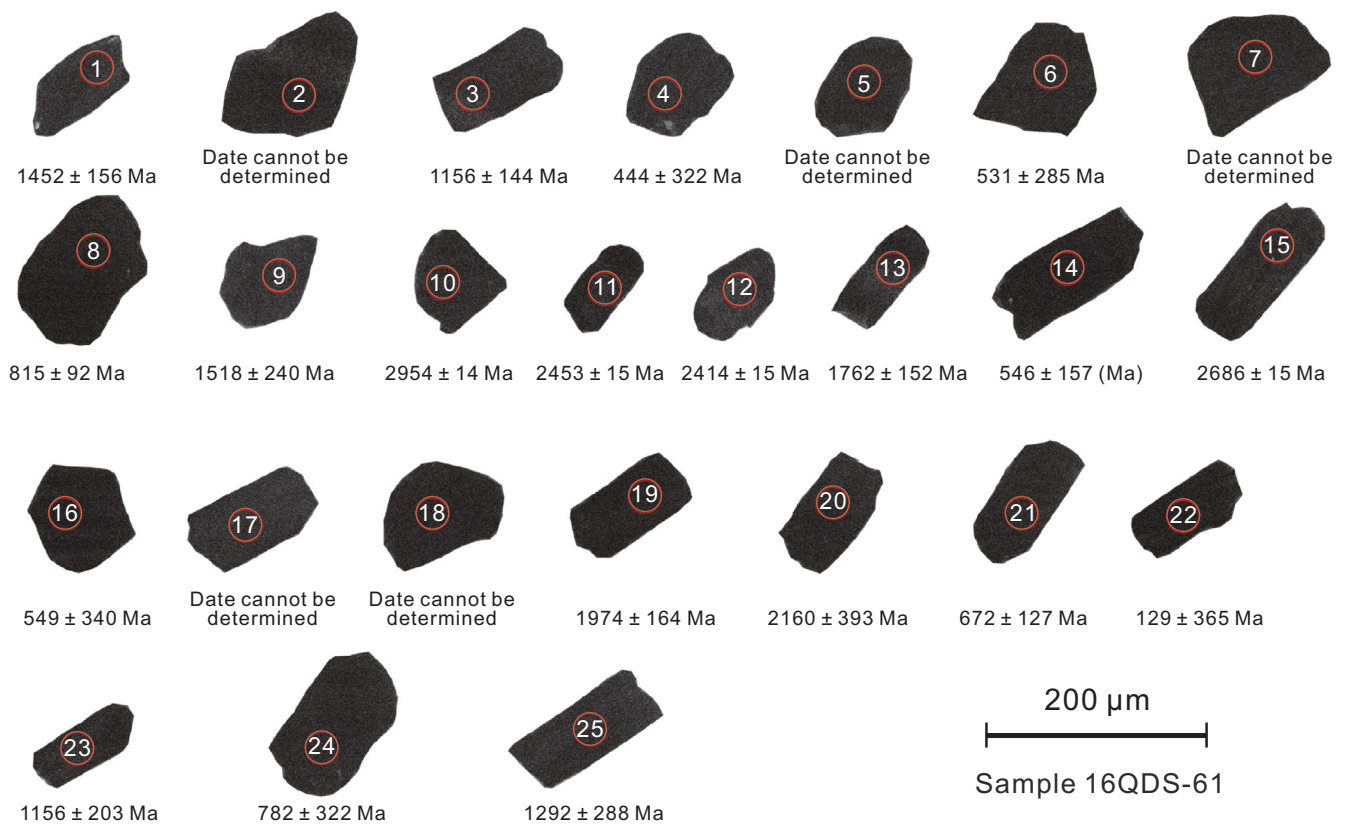 1 2 3 4 5 6 7
1452 ± 156 Ma
Date cannot be
determined
1156 ± 144 Ma
444 ± 322 Ma
Date cannot be
determined
531 ± 285 Ma
Date cannot be
determined
8 9 10 11 12 13 14 15
815 ± 92 Ma
1518 ± 240 Ma
2954 ± 14 Ma
2453 ± 15 Ma
2414 ± 15 Ma
1762 ± 152 Ma
546 ± 157 (Ma)
2686 ± 15 Ma
16 17 18 19 20 21 22
549 ± 340 Ma
Date cannot be
determined
Date cannot be
determined
1974 ± 164 Ma
2160 ± 393 Ma
672 ± 127 Ma
129 ± 365 Ma
23 24 25
1156 ± 203 Ma
782 ± 322 Ma
1292 ± 288 Ma
200 µm
Sample 16QDS-61